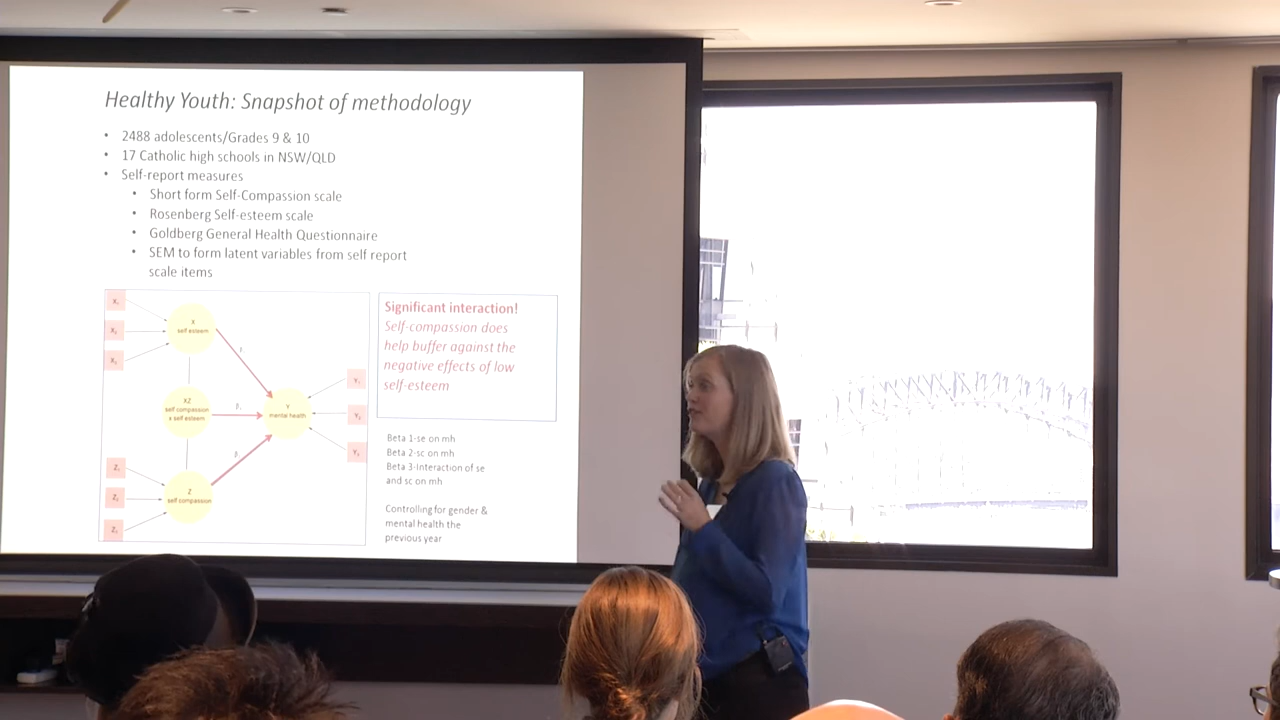 Healthy Youth: Snapshot of methodology
• 2488 adolescents/Grades 9 & 10
• 17 Catholic high schools in NSW/QLD
• Self-report measures
• Short form Self-Compassion scale
• Rosenberg Self-esteem scale
• Goldberg General Health Questionnaire
• SEM to form latent variables from self report
scale items
X
self esteem
XZ
self compassion
x self esteem
Y
mental health
Z
self compassion
Significant interaction!
Self-compassion does
help buffer against the
negative effects of low
self-esteem
Beta 1-se on mh
Beta 2-sc on mh
Beta 3-Interaction of se
and sc on mh
Controlling for gender &
mental health the
previous year